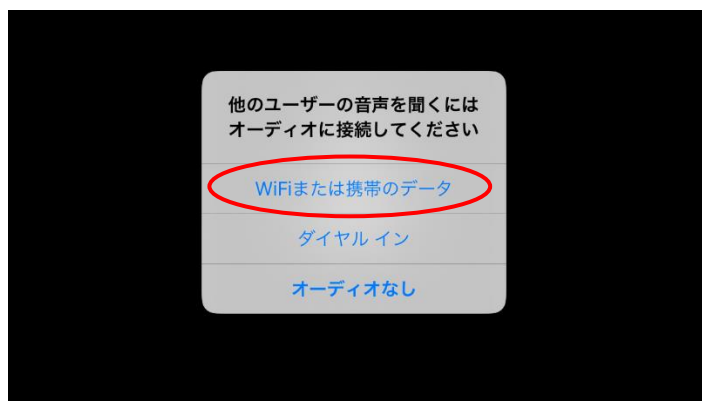 他のユーザーの音声を聞くには
オーディオに接続してください
WiFiまたは携帯のデータ
ダイヤル イン
オーディオなし